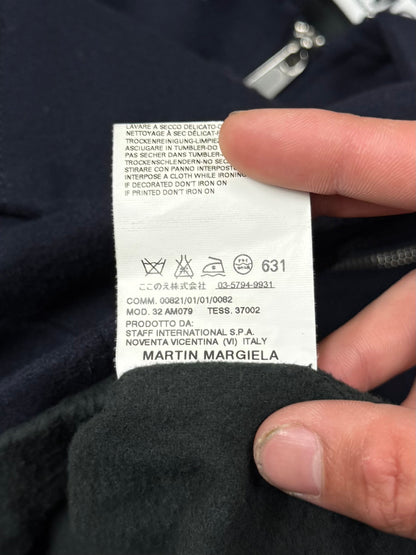 LAVARE A SECCO DELICATO-
NETTOYAGE À SEC DÉLICAT-
TROCKENREINIGUNG-
ASCIUGARE IN TUMBLER-DO
PAS SECHER DANS TUMBLER-
TROCKENSCHLENDERN-NO SEC
STIRARE CON PANNO INTERPOST
INTERPOSE A CLOTH WHILE IRONING
IF DECORATED DON'T IRON ON
IF PRINTED DON'T IRON ON
631
ここのえ株式会社 03-5794-9931
COMM. 00821/01/01/0082
MOD. 32 AM079 TESS. 37002
PRODOTTO DA:
STAFF INTERNATIONAL S.P.A.
NOVENTA VICENTINA (VI) ITALY
MARTIN MARGIELA